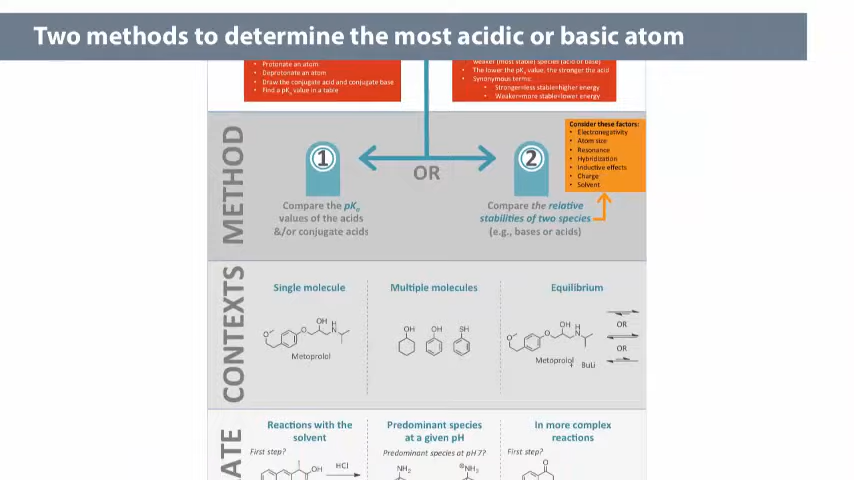 Two methods to determine the most acidic or basic atom
Protonate an atom
Deprotonate an atom
Draw the conjugate acid and conjugate base
Find a pKa value in a table
weaker (most stable) species (acid or base)
The lower the pKa value, the stronger the acid
Synonymous terms:
Stronger=less stable=higher energy
Weaker=more stable=lower energy
METHOD
1
OR
2
Consider these factors:
Electronegativity
Atom size
Resonance
Hybridization
Inductive effects
Charge
Solvent
Compare the pKa
values of the acids
&/or conjugate acids
Compare the relative
stabilities of two species
(e.g., bases or acids)
CONTEXTS
Single molecule
Multiple molecules
Equilibrium
OH
H
N
O
O
Metoprolol
OH
OH
SH
OH
H
N
O
O
Metoprolol
+
BuLi
OR
OR
ATE
Reactions with the
solvent
Predominant species
at a given pH
In more complex
reactions
First step?
Predominant species at pH 7?
First step?
OH
HCl
NH2
⊕NH3
O